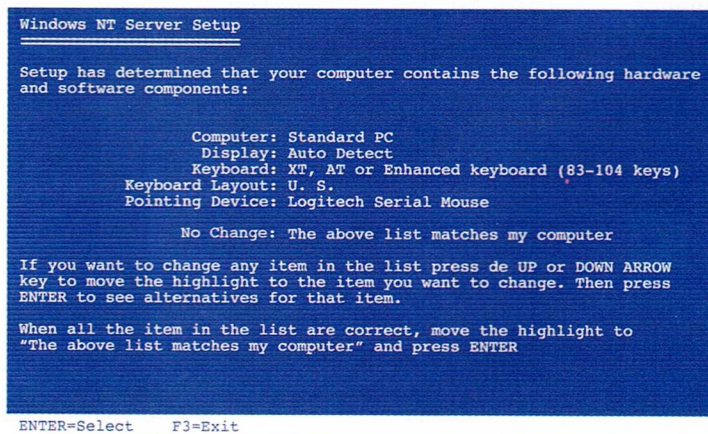 Windows NT Server Setup
Setup has determined that your computer contains the following hardware
and software components:
Computer: Standard PC
Display: Auto Detect
Keyboard: XT, AT or Enhanced keyboard (83-104 keys)
Keyboard Layout: U. S.
Pointing Device: Logitech Serial Mouse
No Change: The above list matches my computer
If you want to change any item in the list press de UP or DOWN ARROW
key to move the highlight to the item you want to change. Then press
ENTER to see alternatives for that item.
When all the item in the list are correct, move the highlight to
"The above list matches my computer" and press ENTER
ENTER=Select F3=Exit